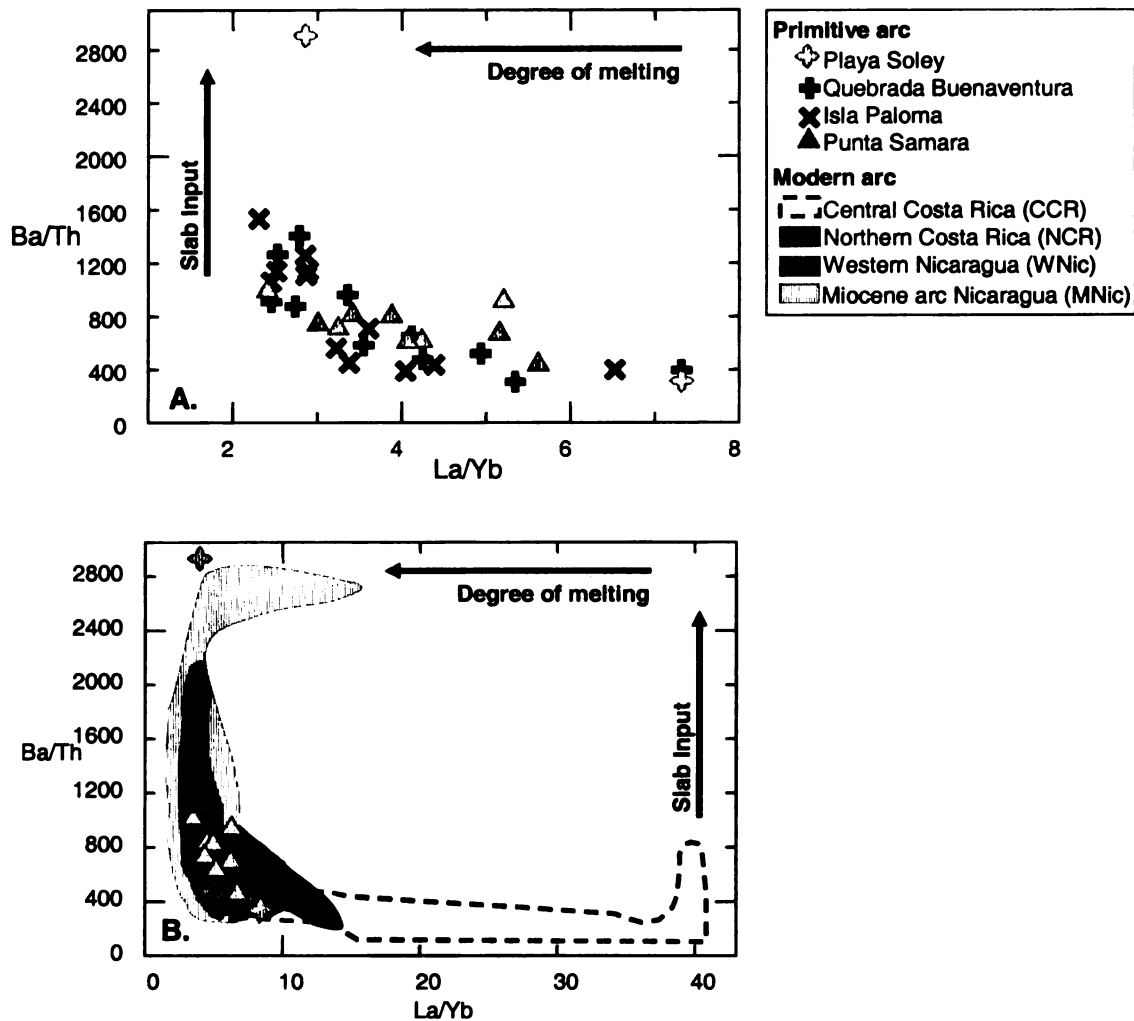 2800
2400
2000
1600
Ba/Th
1200
800
400
0
Slab Input
Degree of melting
A.
2
4
6
8
La/Yb
Primitive arc
Playa Soley
Quebrada Buenaventura
Isla Paloma
Punta Samara
Modern arc
Central Costa Rica (CCR)
Northern Costa Rica (NCR)
Western Nicaragua (WNic)
Miocene arc Nicaragua (MNic)
2800
2400
2000
1600
Ba/Th
1200
800
400
0
Degree of melting
Slab Input
B.
0
10
20
30
40
La/Yb